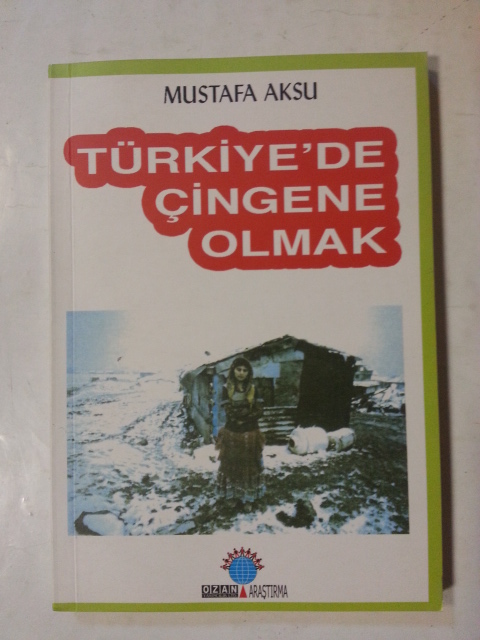 MUSTAFA AKSU
TÜRKİYE'DE
ÇİNGENE
OLMAK
OZAN
ARAŞTIRMA